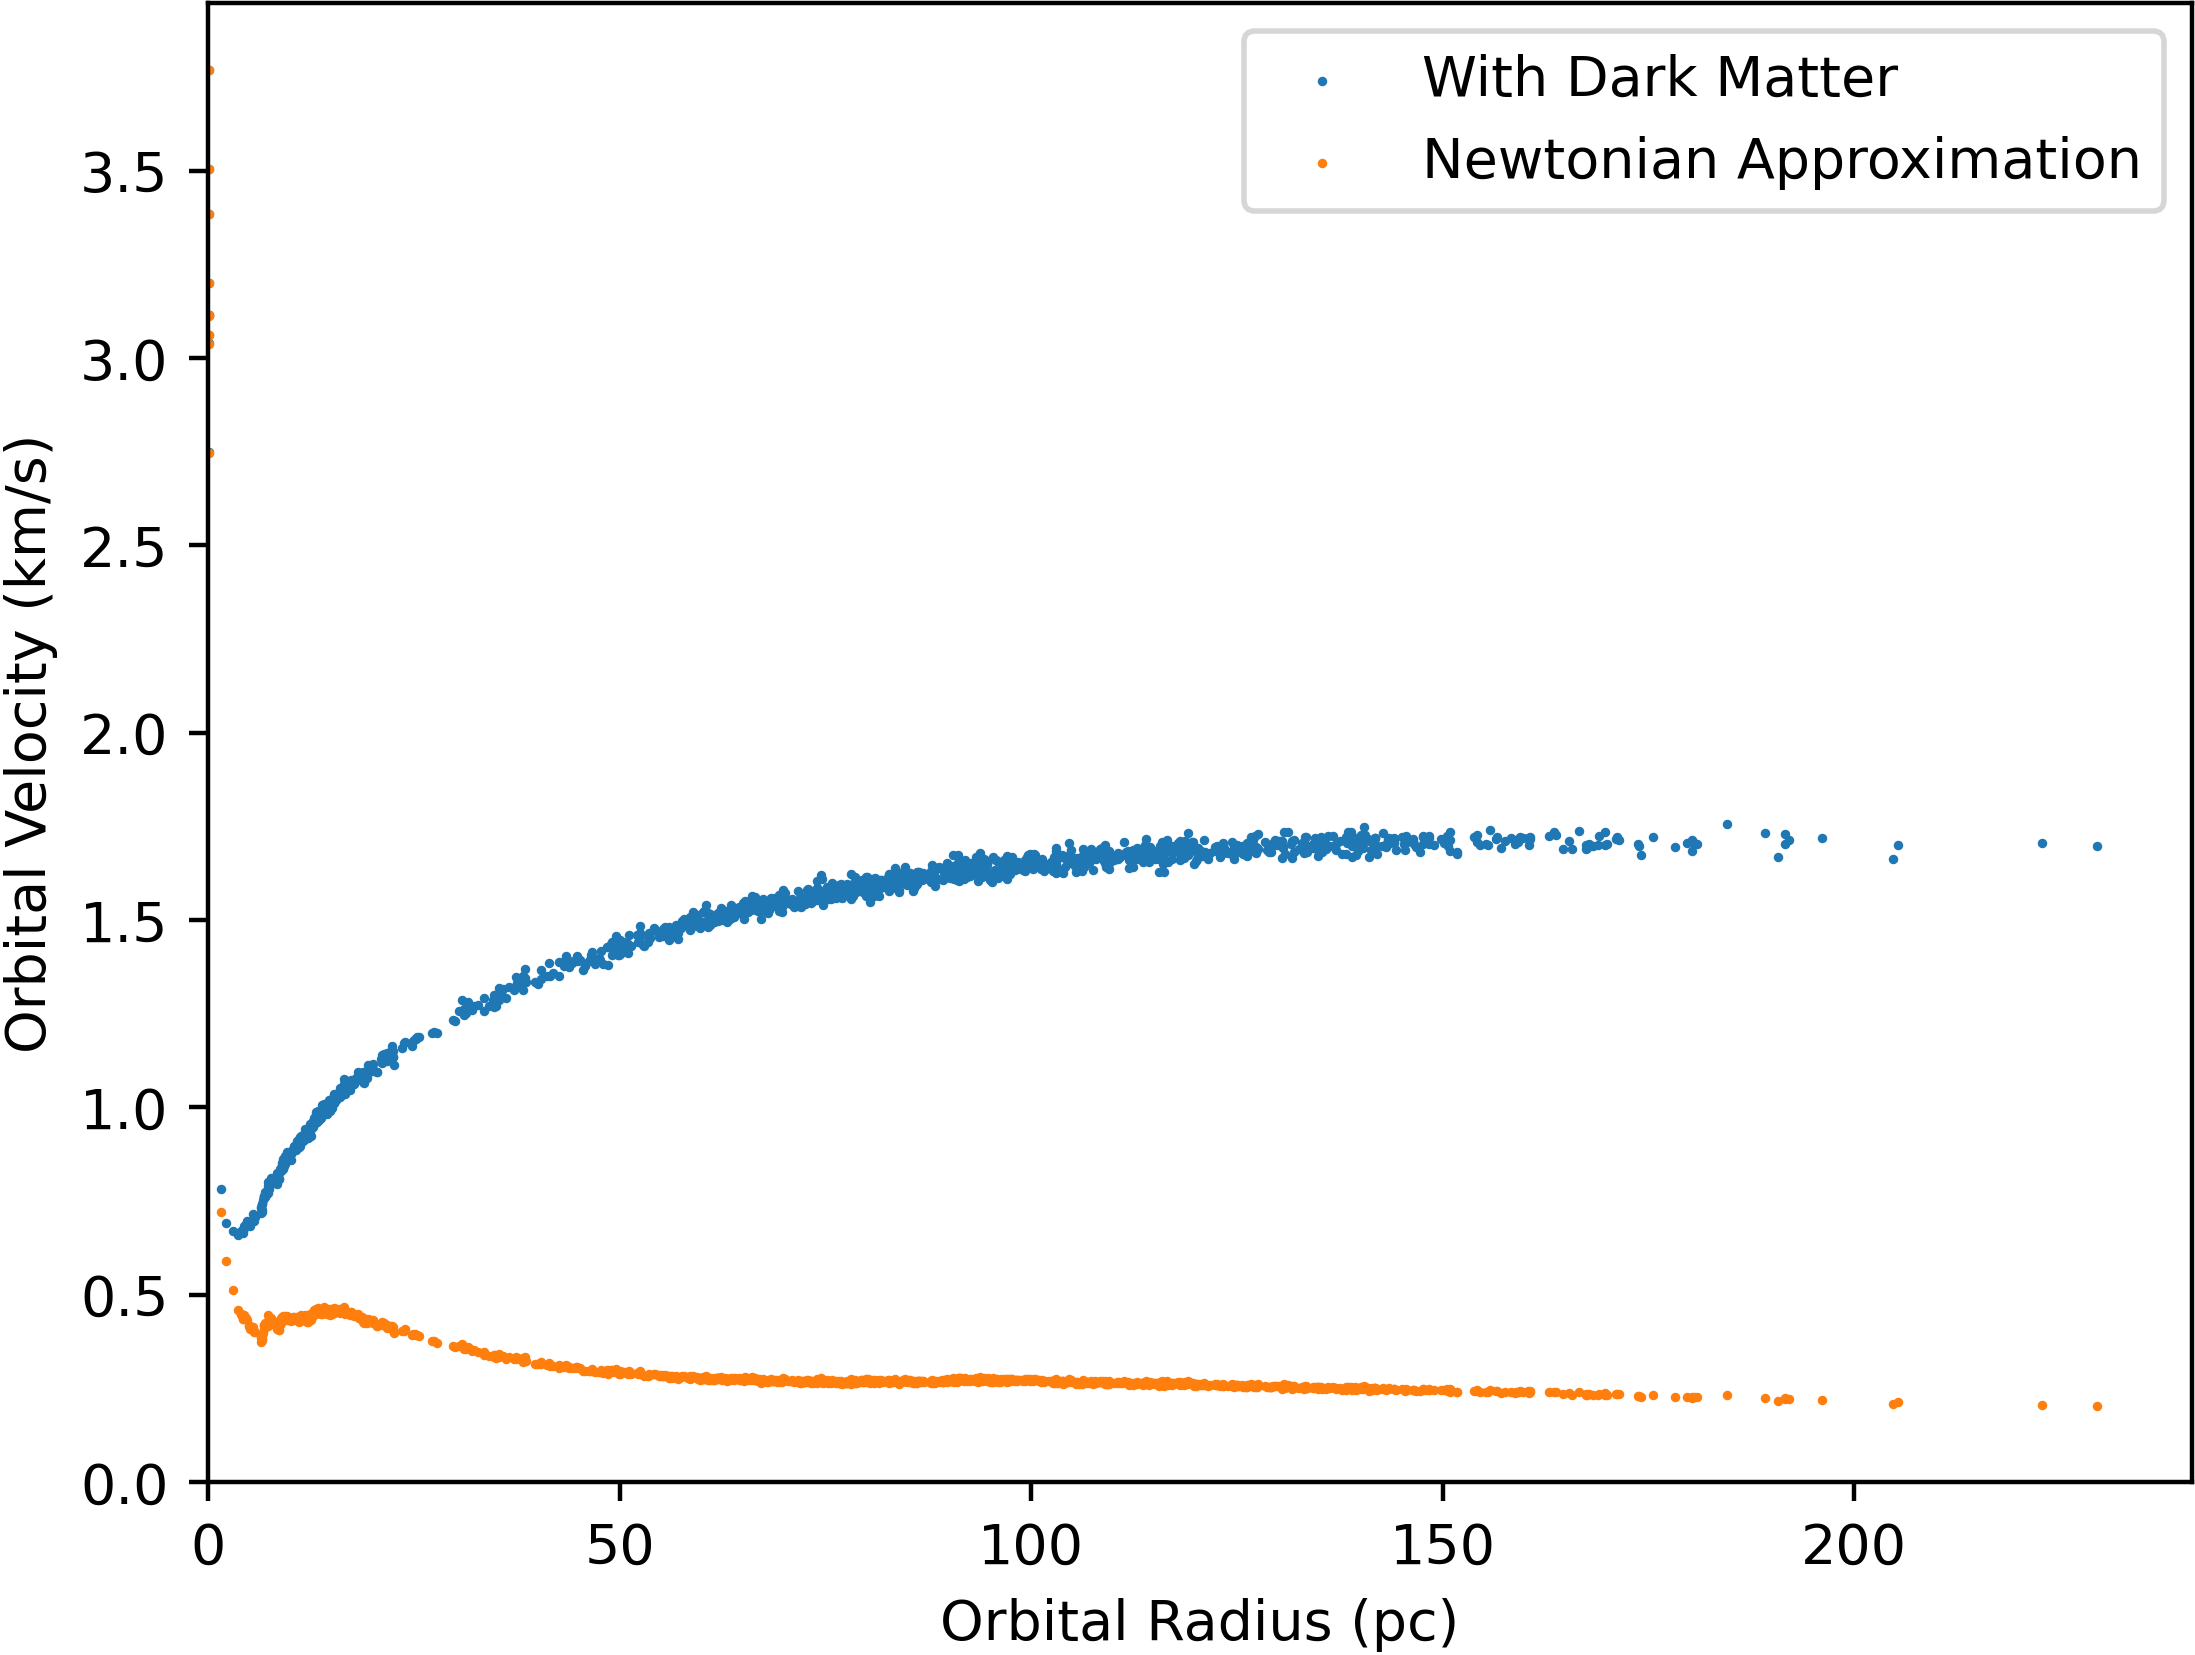 With Dark Matter
Newtonian Approximation
3.5
3.0
2.5
2.0
1.5
1.0
0.5
0.0
Orbital Velocity (km/s)
0 50 100 150 200
Orbital Radius (pc)